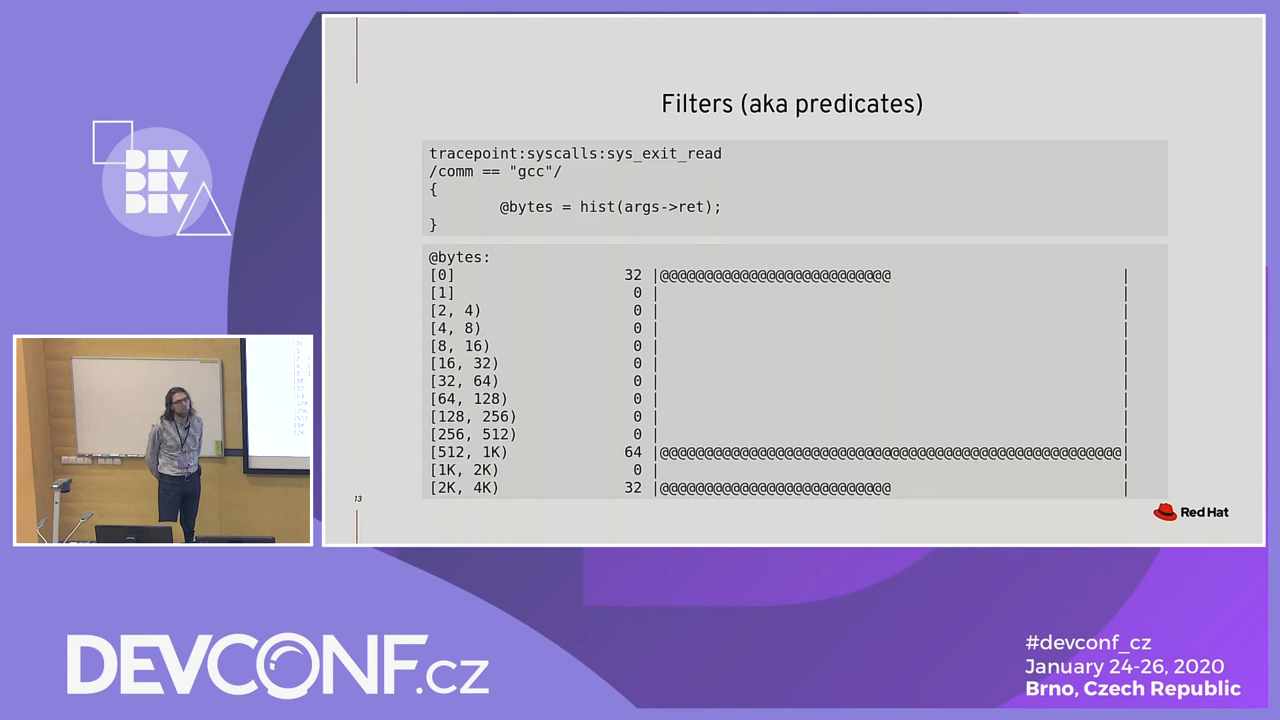 DEV
DEV
DEV
Filters (aka predicates)
tracepoint:syscalls:sys_exit_read
/comm == "gcc"/
{
@bytes = hist(args->ret);
}
@bytes:
[0] 32 |@@@@@@@@@@@@@@@@@@@@@@@@@@ |
[1] 0 | |
[2, 4) 0 | |
[4, 8) 0 | |
[8, 16) 0 | |
[16, 32) 0 | |
[32, 64) 0 | |
[64, 128) 0 | |
[128, 256) 0 | |
[256, 512) 0 | |
[512, 1K) 64 |@@@@@@@@@@@@@@@@@@@@@@@@@@@@@@@@@@@@@@@@@@@@@@@@@@@@|
[1K, 2K) 0 | |
[2K, 4K) 32 |@@@@@@@@@@@@@@@@@@@@@@@@@@ |
13
Red Hat
DEVCONF.cz
#devconf_cz
January 24-26, 2020
Brno, Czech Republic